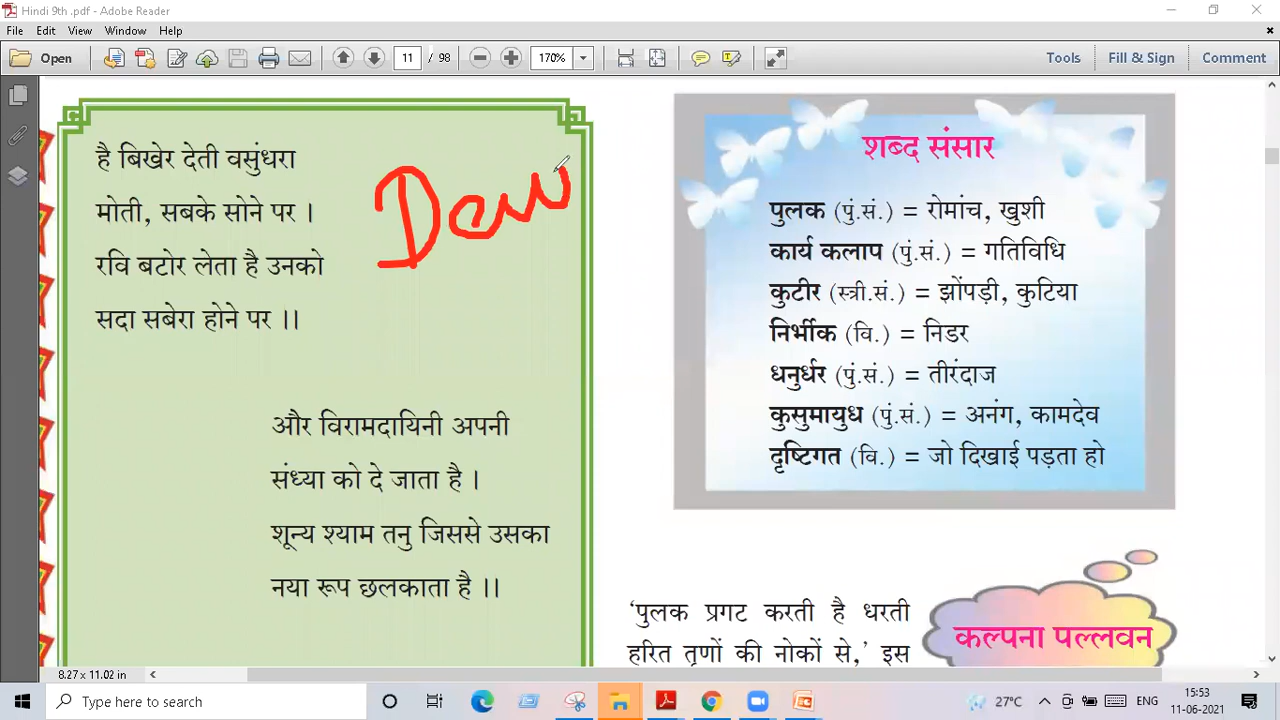 Hindi 9th .pdf - Adobe Reader
File Edit View Window Help
Open 11 / 98 170% Tools Fill & Sign Comment
है बिखेर देती वसुंधरा
मोती, सबके सोने पर ।
रवि बटोर लेता है उनको
सदा सबेरा होने पर ।।
और विरामदायिनी अपनी
संध्या को दे जाता है ।
शून्य श्याम तनु जिससे उसका
नया रूप छलकाता है ।।
शब्द संसार
पुलक (पुं.सं.) = रोमांच, खुशी
कार्य कलाप (पुं.सं.) = गतिविधि
कुटीर (स्त्री.सं.) = झोंपड़ी, कुटिया
निर्भीक (वि.) = निडर
धनुर्धर (पुं.सं.) = तीरंदाज
कुसुमायुध (पुं.सं.) = अनंग, कामदेव
दृष्टिगत (वि.) = जो दिखाई पड़ता हो
‘पुलक प्रगट करती है धरती
हरित तृणों की नोकों से,’ इस
कल्पना पल्लवन
8.27 x 11.02 in
Type here to search
27°C ENG 15:53
11-06-2021